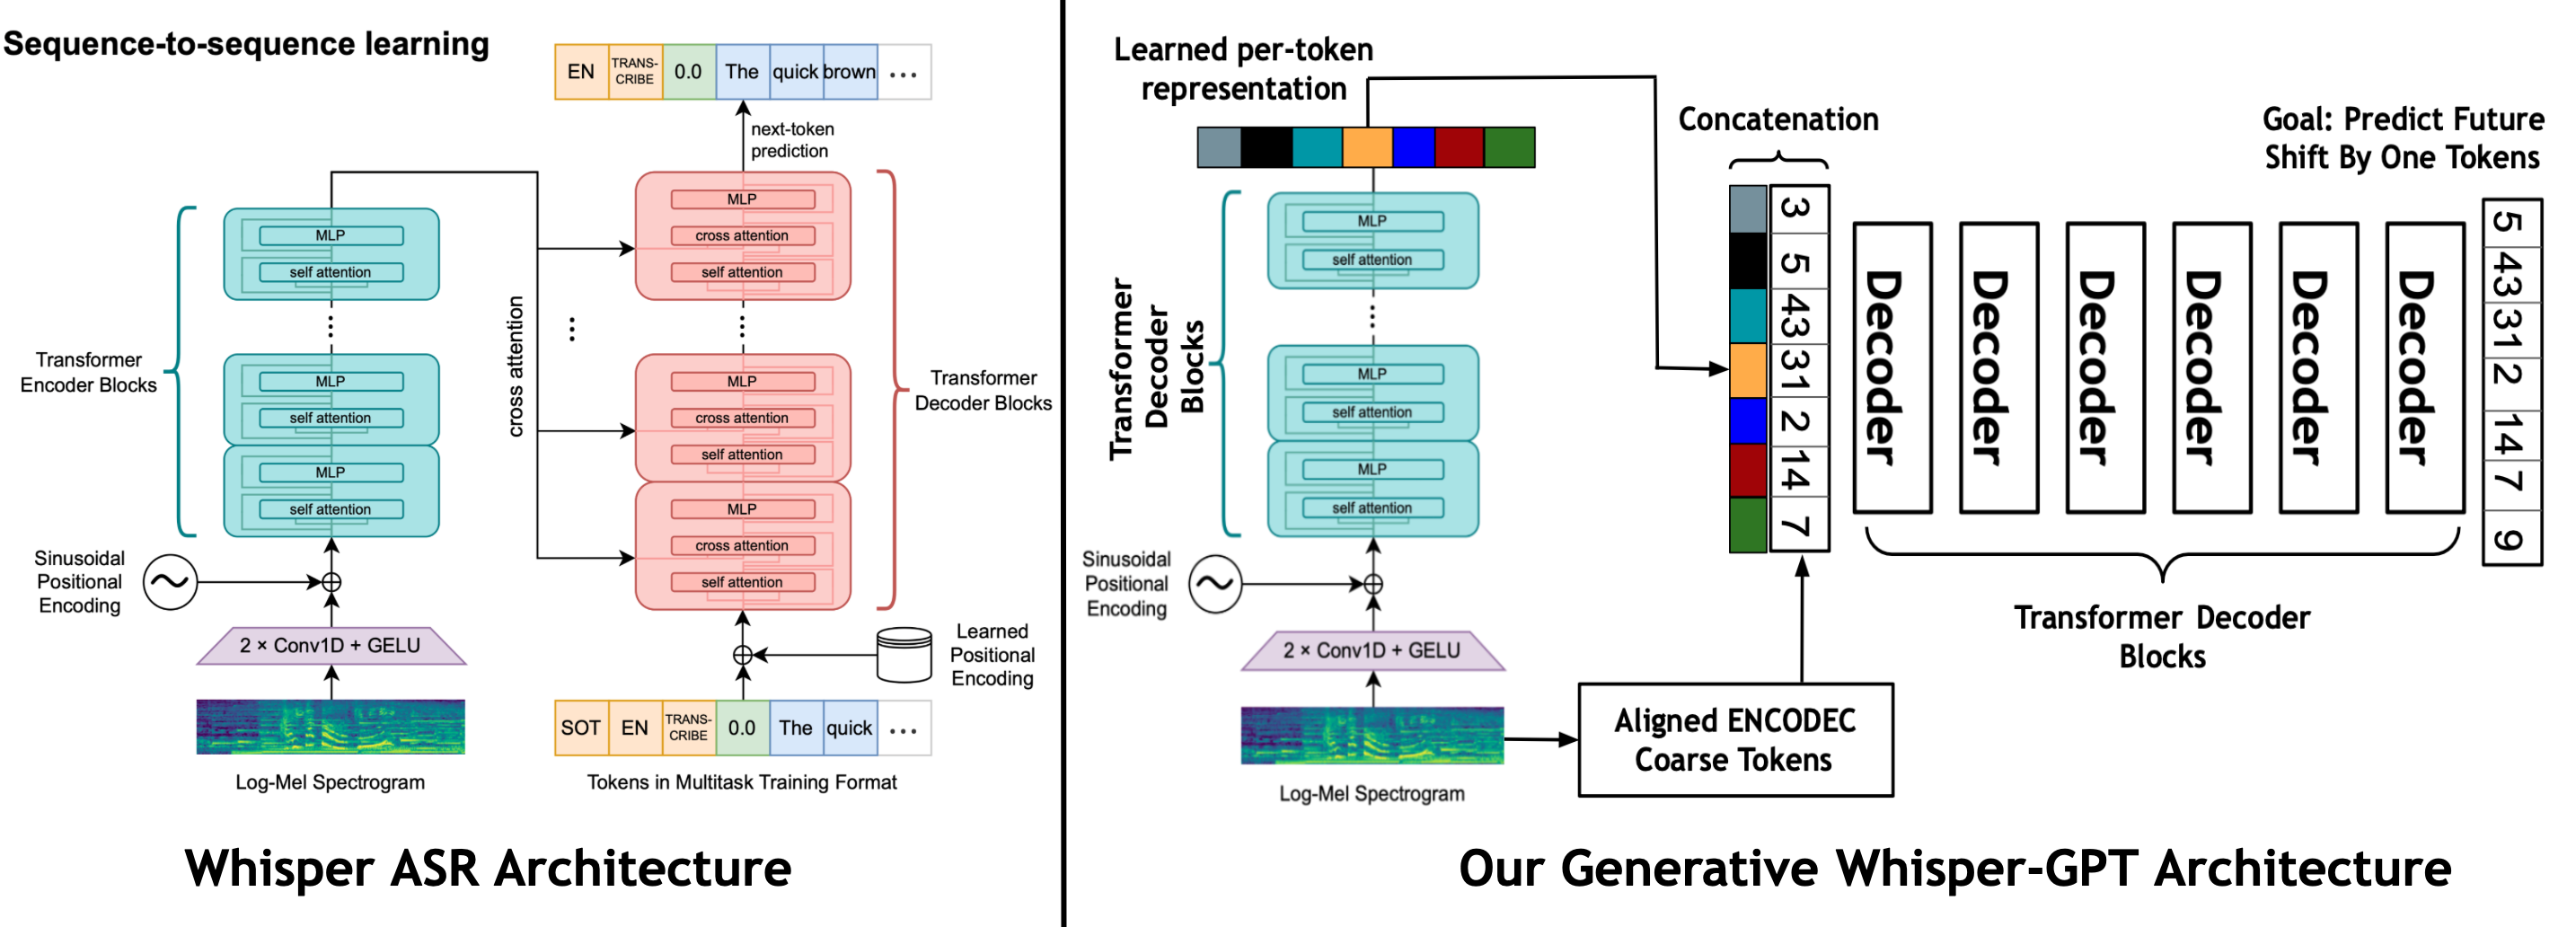 Sequence-to-sequence learning
EN
TRANS-
CRIBE
0.0
The
quick
brown
...
next-token
prediction
MLP
self attention
MLP
self attention
MLP
self attention
Transformer
Encoder Blocks
cross attention
MLP
cross attention
self attention
MLP
cross attention
self attention
MLP
cross attention
self attention
Transformer
Decoder Blocks
Sinusoidal
Positional
Encoding
2 × Conv1D + GELU
Log-Mel Spectrogram
Learned
Positional
Encoding
SOT
EN
TRANS-
CRIBE
0.0
The
quick
...
Tokens in Multitask Training Format
Whisper ASR Architecture
Learned per-token
representation
MLP
self attention
MLP
self attention
MLP
self attention
Transformer
Decoder
Blocks
Sinusoidal
Positional
Encoding
2 × Conv1D + GELU
Log-Mel Spectrogram
Aligned ENCODEC
Coarse Tokens
Concatenation
3
5
43
31
2
14
7
Decoder
Decoder
Decoder
Decoder
Decoder
Decoder
Transformer Decoder
Blocks
Goal: Predict Future
Shift By One Tokens
5
43
31
2
14
7
9
Our Generative Whisper-GPT Architecture